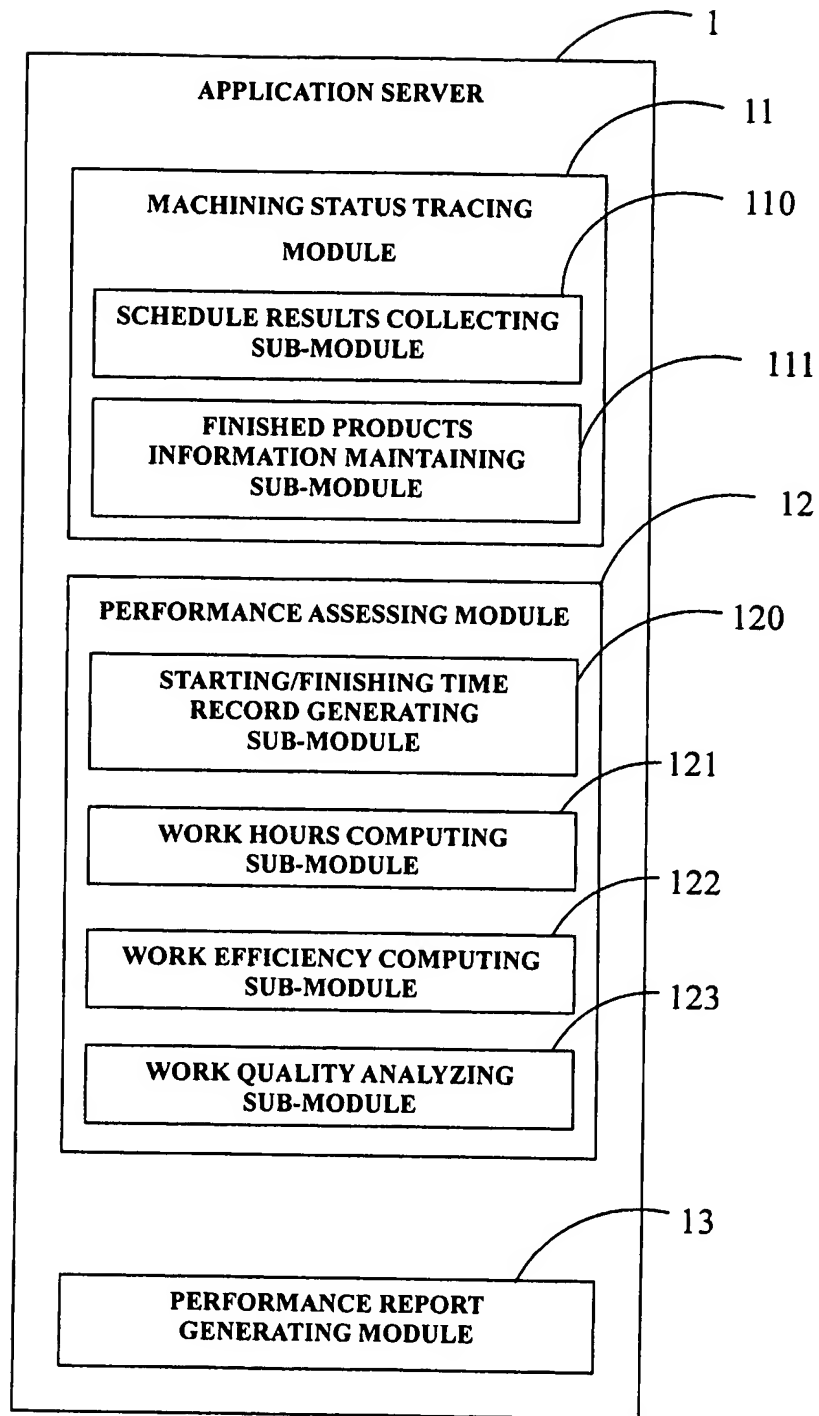 1
APPLICATION SERVER
11
MACHINING STATUS TRACING
MODULE
110
SCHEDULE RESULTS COLLECTING
SUB-MODULE
111
FINISHED PRODUCTS
INFORMATION MAINTAINING
SUB-MODULE
12
PERFORMANCE ASSESSING MODULE
120
STARTING/FINISHING TIME
RECORD GENERATING
SUB-MODULE
121
WORK HOURS COMPUTING
SUB-MODULE
122
WORK EFFICIENCY COMPUTING
SUB-MODULE
123
WORK QUALITY ANALYZING
SUB-MODULE
13
PERFORMANCE REPORT
GENERATING MODULE